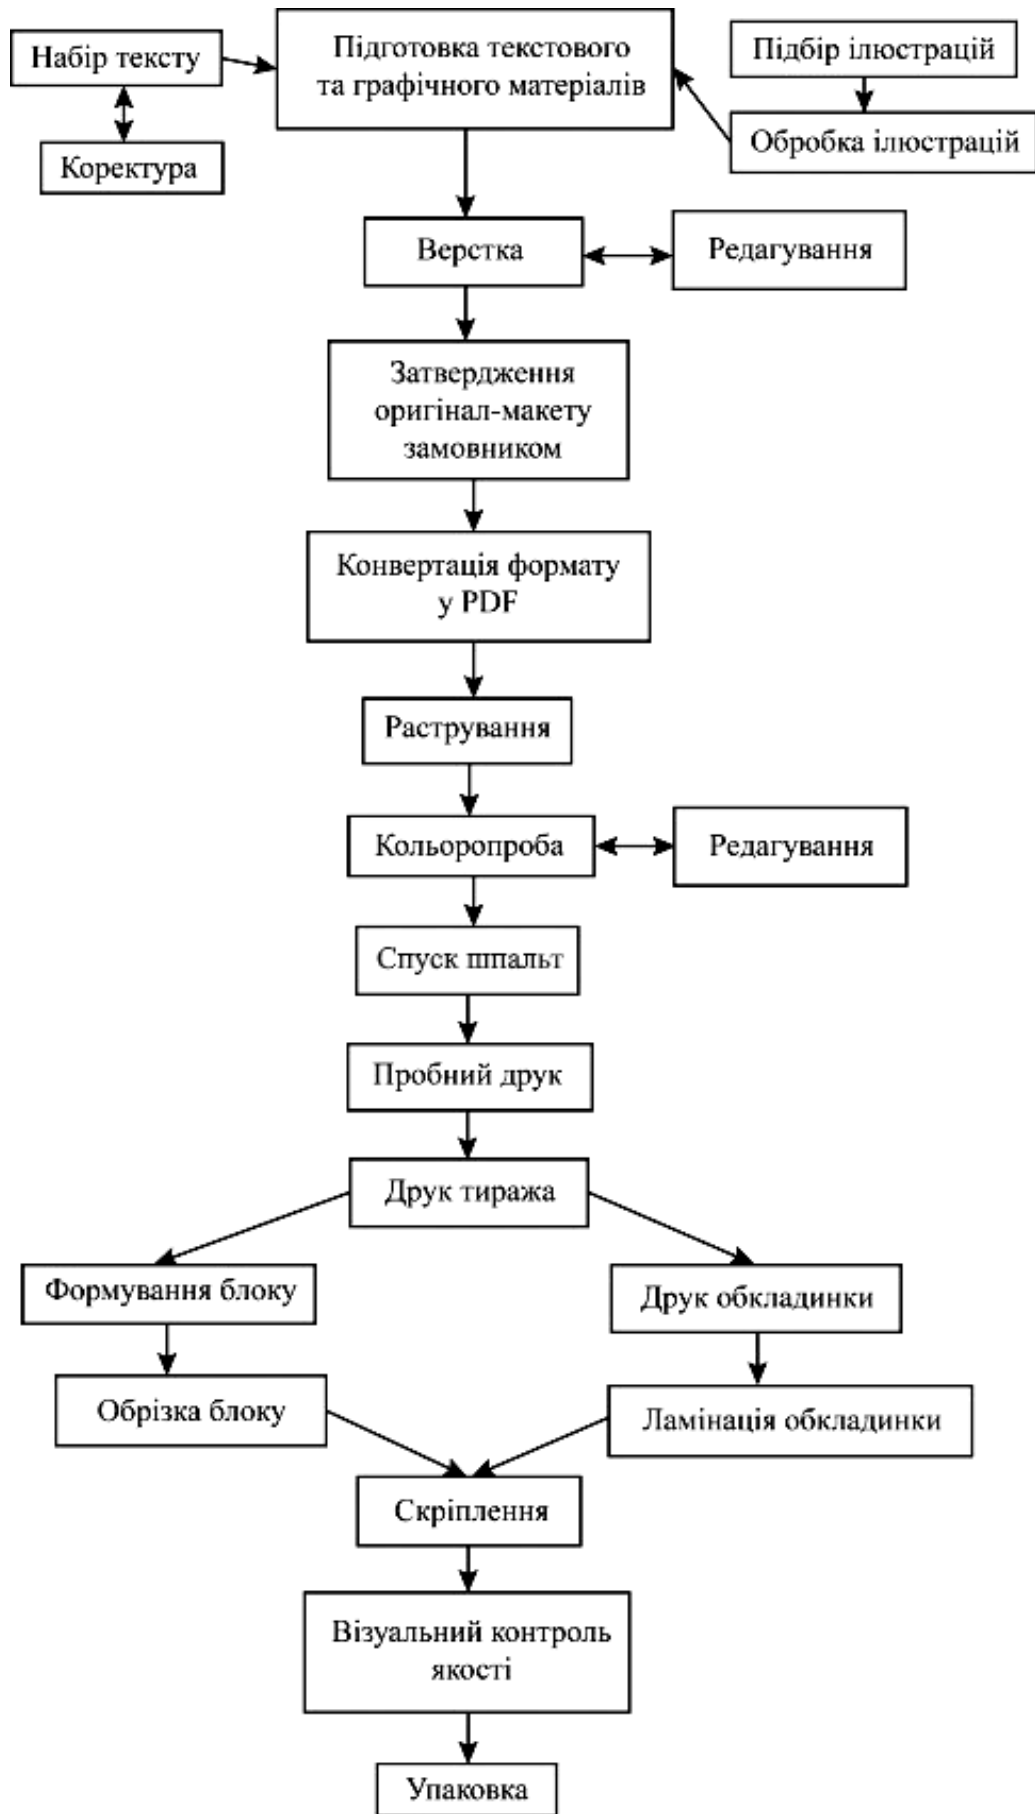 Набір тексту
Підготовка текстового
та графічного матеріалів
Підбір ілюстрацій
Коректура
Обробка ілюстрацій
Верстка
Редагування
Затвердження
оригінал-макету
замовником
Конвертація формату
у PDF
Растрування
Кольоропроба
Редагування
Спуск шпальт
Пробний друк
Друк тиража
Формування блоку
Друк обкладинки
Обрізка блоку
Ламінація обкладинки
Скріплення
Візуальний контроль
якості
Упаковка